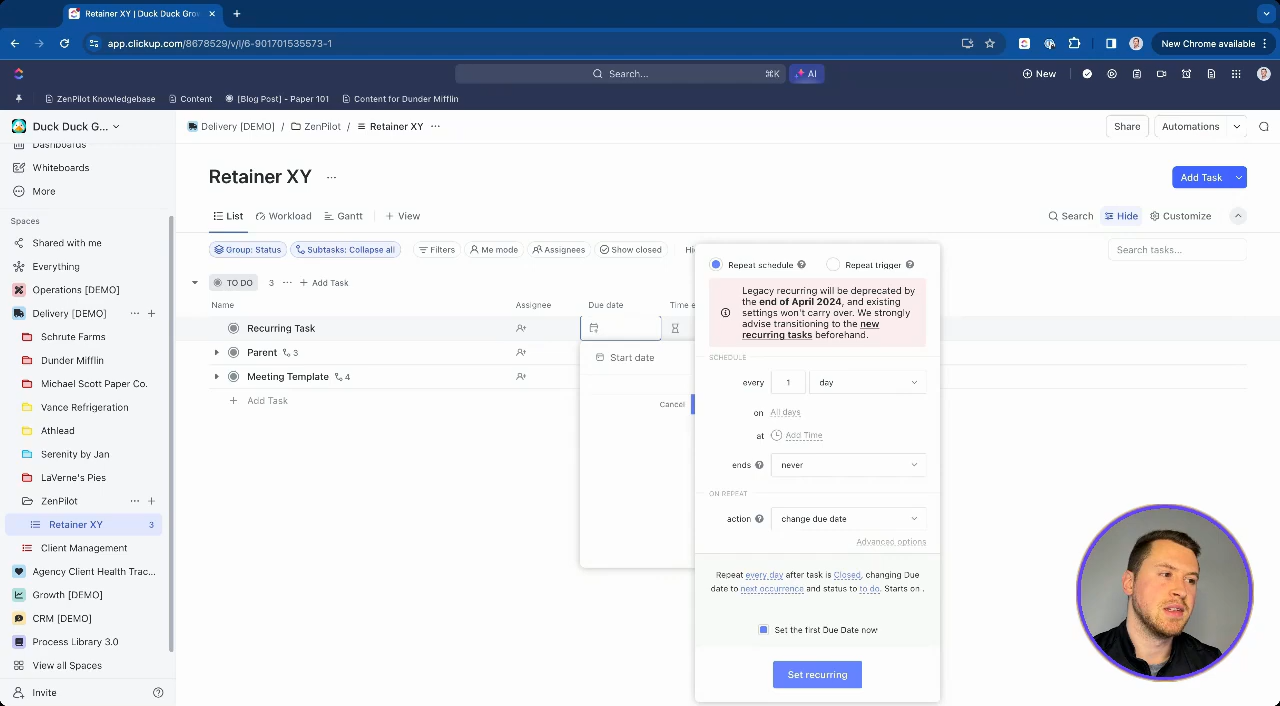 Retainer XY | Duck Duck Gro
app.clickup.com/8678529/v/l/6-901701535573-1
New Chrome available
Search... ⌘K
AI
New
ZenPilot Knowledgebase
Content
[Blog Post] - Paper 101
Content for Dunder Mifflin
Duck Duck G...
Delivery [DEMO] / ZenPilot / Retainer XY ...
Share
Automations
Dashboards
Whiteboards
More
Spaces
Shared with me
Everything
Operations [DEMO]
Delivery [DEMO]
Schrute Farms
Dunder Mifflin
Michael Scott Paper Co.
Vance Refrigeration
Athlead
Serenity by Jan
LaVerne's Pies
ZenPilot
Retainer XY 3
Client Management
Agency Client Health Trac...
Growth [DEMO]
CRM [DEMO]
Process Library 3.0
View all Spaces
Invite
Retainer XY ...
Add Task
List
Workload
Gantt
+ View
Search
Hide
Customize
Group: Status
Subtasks: Collapse all
Filters
Me mode
Assignees
Show closed
Hi
Search tasks...
TO DO 3 ... + Add Task
Name
Assignee
Due date
Time e
Recurring Task
Parent 3
Meeting Template 4
+ Add Task
Start date
Cancel
Repeat schedule
Repeat trigger
Legacy recurring will be deprecated by
the end of April 2024, and existing
settings won't carry over. We strongly
advise transitioning to the new
recurring tasks beforehand.
SCHEDULE
every 1 day
on All days
at Add Time
ends never
ON REPEAT
action change due date
Advanced options
Repeat every day after task is Closed, changing Due
date to next occurrence and status to to do. Starts on .
Set the first Due Date now
Set recurring